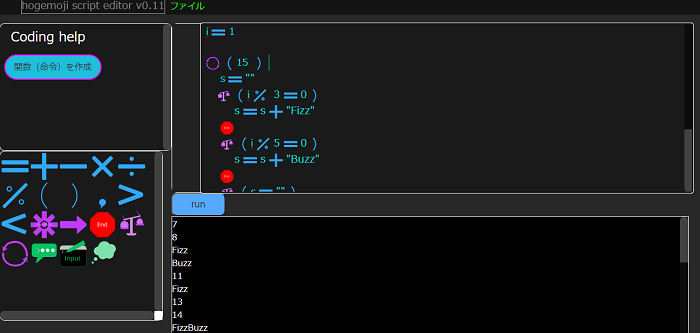 hogemoji script editor v0.11 ファイル
Coding help
関数（命令）を作成
= + − × ÷
% ( ) , >
< End
Input
i = 1
( 15 )
s = ""
( i % 3 = 0 )
s = s + "Fizz"
End
( i % 5 = 0 )
s = s + "Buzz"
End
( s = "" )
run
7
8
Fizz
Buzz
11
Fizz
13
14
FizzBuzz